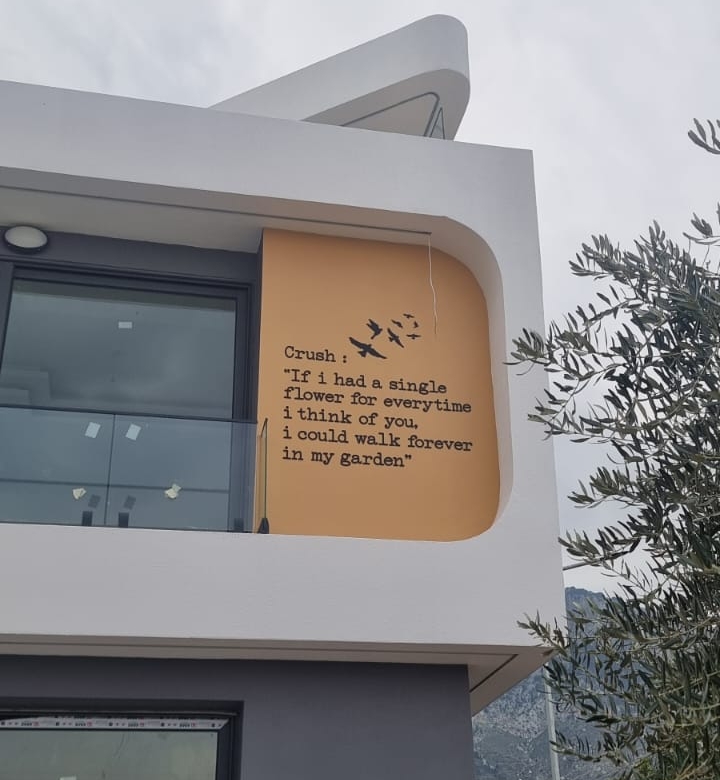 Crush :
"If i had a single
flower for everytime
i think of you,
i could walk forever
in my garden"